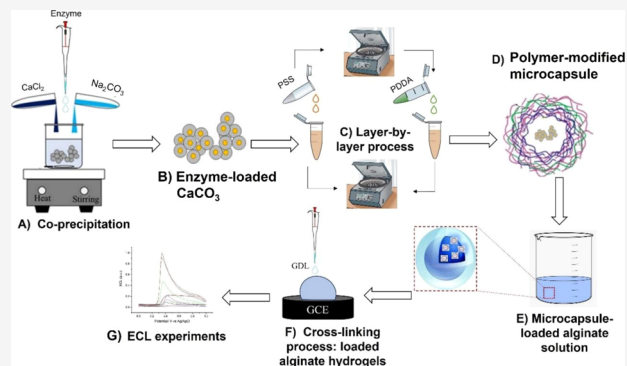 Enzyme
CaCl₂
Na₂CO₃
Heat
Stirring
A) Co-precipitation
B) Enzyme-loaded
CaCO₃
PSS
PDDA
C) Layer-by-
layer process
D) Polymer-modified
microcapsule
E) Microcapsule-
loaded alginate
solution
GDL
GCE
F) Cross-linking
process: loaded
alginate hydrogels
G) ECL experiments